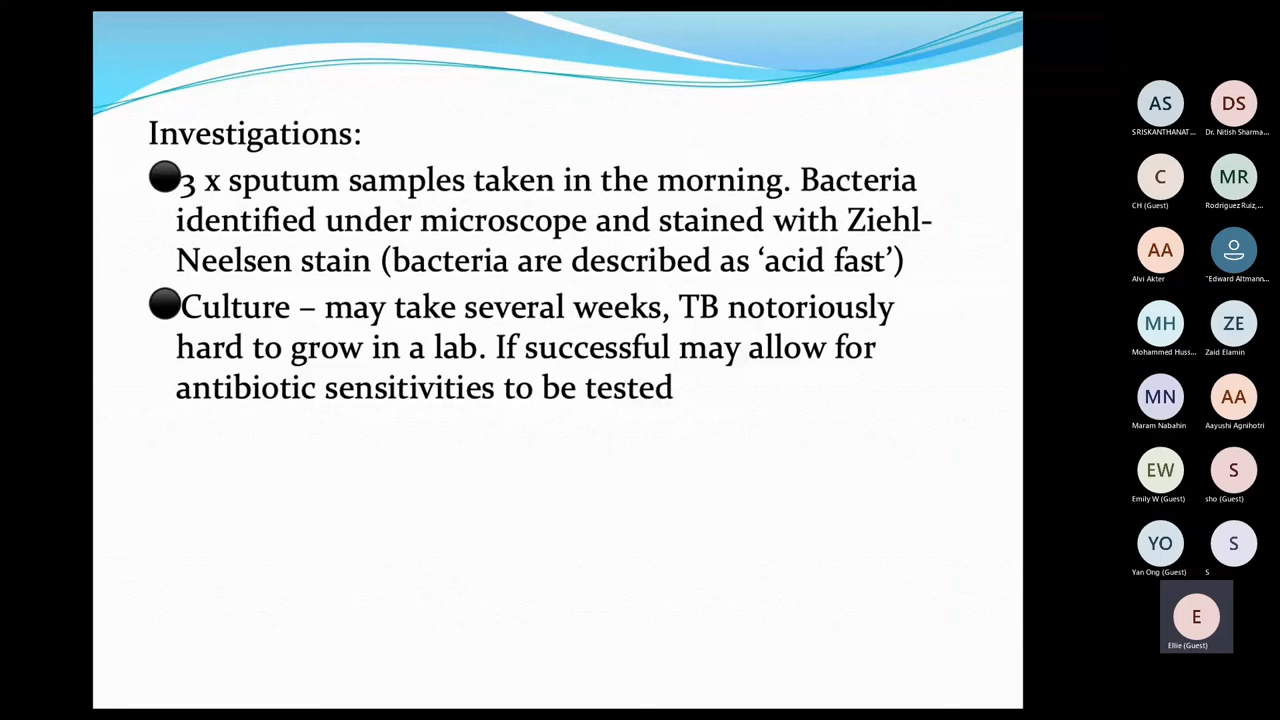 Investigations:
3 x sputum samples taken in the morning. Bacteria
identified under microscope and stained with Ziehl-
Neelsen stain (bacteria are described as ‘acid fast’)
Culture – may take several weeks, TB notoriously
hard to grow in a lab. If successful may allow for
antibiotic sensitivities to be tested
AS DS
SRISKANTHANAT... Dr. Nitish Sharma...
C MR
CH (Guest) Rodriguez Ruiz,...
AA
Alvi Akter "Edward Altmann...
MH ZE
Mohammed Huss... Zaid Elamin
MN AA
Maram Nabahin Aayushi Agnihotri
EW S
Emily W (Guest) sho (Guest)
YO S
Yan Ong (Guest) S
E
Ellie (Guest)